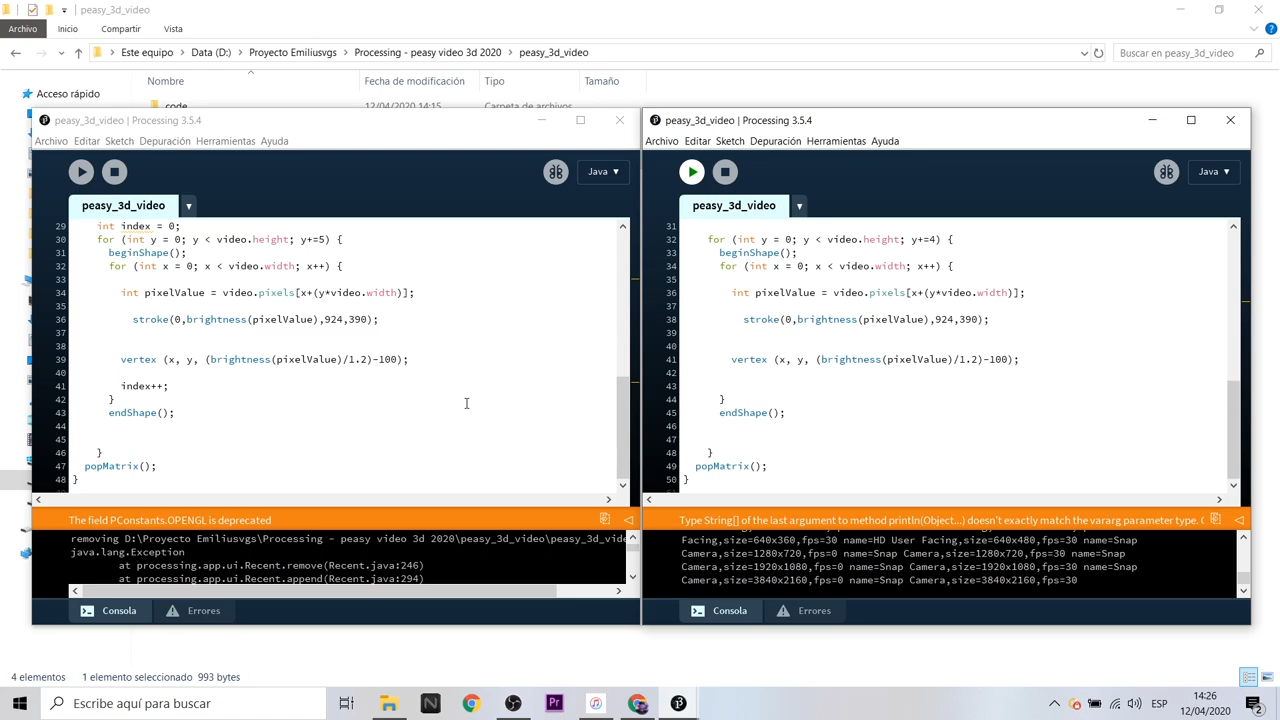 peasy_3d_video
Archivo Inicio Compartir Vista
Este equipo Data (D:) Proyecto Emiliusvgs Processing - peasy video 3d 2020 peasy_3d_video
Buscar en peasy_3d_video
Nombre Fecha de modificación Tipo Tamaño
Acceso rápido
code 12/04/2020 14:15 Carpeta de archivos
peasy_3d_video | Processing 3.5.4
Archivo Editar Sketch Depuración Herramientas Ayuda
Java ▾
peasy_3d_video
29 int index = 0;
30 for (int y = 0; y < video.height; y+=5) {
31 beginShape();
32 for (int x = 0; x < video.width; x++) {
33
34 int pixelValue = video.pixels[x+(y*video.width)];
35
36 stroke(0,brightness(pixelValue),924,390);
37
38
39 vertex (x, y, (brightness(pixelValue)/1.2)-100);
40
41 index++;
42 }
43 endShape();
44
45
46 }
47 popMatrix();
48 }
The field PConstants.OPENGL is deprecated
removing D:\Proyecto Emiliusvgs\Processing - peasy video 3d 2020\peasy_3d_video\peasy_3d_vide
java.lang.Exception
at processing.app.ui.Recent.remove(Recent.java:246)
at processing.app.ui.Recent.append(Recent.java:294)
Consola Errores
peasy_3d_video | Processing 3.5.4
Archivo Editar Sketch Depuración Herramientas Ayuda
Java ▾
peasy_3d_video
31
32 for (int y = 0; y < video.height; y+=4) {
33 beginShape();
34 for (int x = 0; x < video.width; x++) {
35
36 int pixelValue = video.pixels[x+(y*video.width)];
37
38 stroke(0,brightness(pixelValue),924,390);
39
40
41 vertex (x, y, (brightness(pixelValue)/1.2)-100);
42
43
44 }
45 endShape();
46
47
48 }
49 popMatrix();
50 }
Type String[] of the last argument to method println(Object...) doesn't exactly match the vararg parameter type.
Facing,size=640x360,fps=30 name=HD User Facing,size=640x480,fps=30 name=Snap
Camera,size=1280x720,fps=0 name=Snap Camera,size=1280x720,fps=30 name=Snap
Camera,size=1920x1080,fps=0 name=Snap Camera,size=1920x1080,fps=30 name=Snap
Camera,size=3840x2160,fps=0 name=Snap Camera,size=3840x2160,fps=30
Consola Errores
4 elementos 1 elemento seleccionado 993 bytes
Escribe aquí para buscar
ESP
14:26
12/04/2020
2